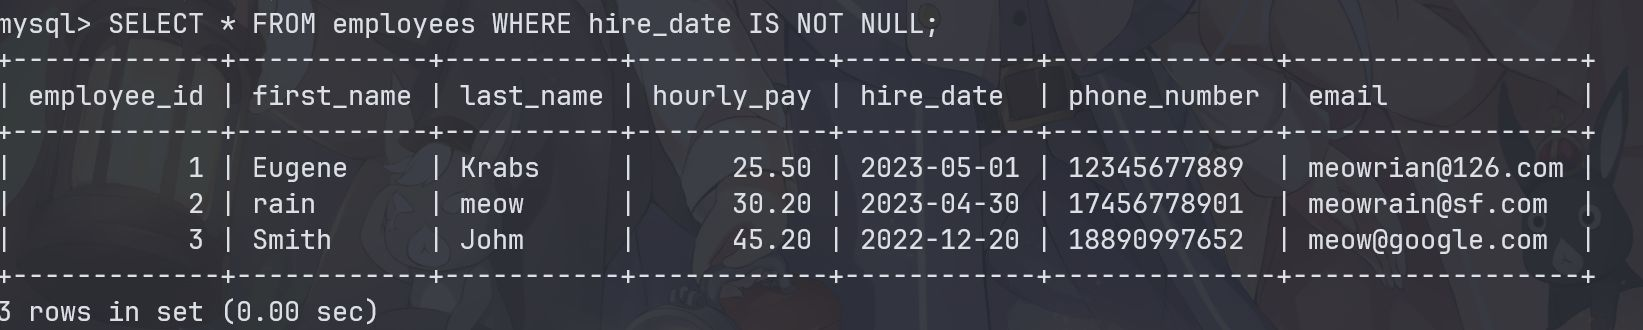 mysql> SELECT * FROM employees WHERE hire_date IS NOT NULL;
+-------------+------------+-----------+------------+------------+--------------+------------------+
| employee_id | first_name | last_name | hourly_pay | hire_date  | phone_number | email            |
+-------------+------------+-----------+------------+------------+--------------+------------------+
|           1 | Eugene     | Krabs     |      25.50 | 2023-05-01 | 12345677889  | meowrian@126.com |
|           2 | rain       | meow      |      30.20 | 2023-04-30 | 17456778901  | meowrain@sf.com  |
|           3 | Smith      | Johm      |      45.20 | 2022-12-20 | 18890997652  | meow@google.com  |
+-------------+------------+-----------+------------+------------+--------------+------------------+
3 rows in set (0.00 sec)